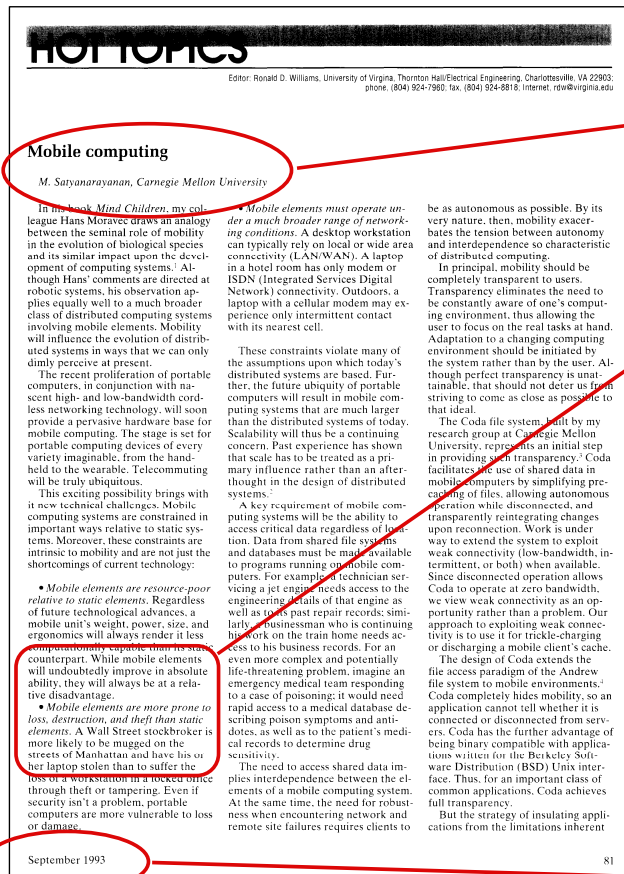 HOT TOPICS
Editor: Ronald D. Williams, University of Virgina, Thornton Hall/Electrical Engineering, Charlottesville, VA 22903;
phone, (804) 924-7960; fax, (804) 924-8818; Internet, rdw@virginia.edu
Mobile computing
M. Satyanarayanan, Carnegie Mellon University
In his book Mind Children, my col-
league Hans Moravec draws an analogy
between the seminal role of mobility
in the evolution of biological species
and its similar impact upon the devel-
opment of computing systems.1 Al-
though Hans' comments are directed at
robotic systems, his observation ap-
plies equally well to a much broader
class of distributed computing systems
involving mobile elements. Mobility
will influence the evolution of distrib-
uted systems in ways that we can only
dimly perceive at present.
The recent proliferation of portable
computers, in conjunction with na-
scent high- and low-bandwidth cord-
less networking technology, will soon
provide a pervasive hardware base for
mobile computing. The stage is set for
portable computing devices of every
variety imaginable, from the hand-
held to the wearable. Telecommuting
will be truly ubiquitous.
This exciting possibility brings with
it new technical challenges. Mobile
computing systems are constrained in
important ways relative to static sys-
tems. Moreover, these constraints are
intrinsic to mobility and are not just the
shortcomings of current technology:
• Mobile elements are resource-poor
relative to static elements. Regardless
of future technological advances, a
mobile unit's weight, power, size, and
ergonomics will always render it less
computationally capable than its static
counterpart. While mobile elements
will undoubtedly improve in absolute
ability, they will always be at a rela-
tive disadvantage.
• Mobile elements are more prone to
loss, destruction, and theft than static
elements. A Wall Street stockbroker is
more likely to be mugged on the
streets of Manhattan and have his or
her laptop stolen than to suffer the
loss of a workstation in a locked office
through theft or tampering. Even if
security isn't a problem, portable
computers are more vulnerable to loss
or damage.
• Mobile elements must operate un-
der a much broader range of network-
ing conditions. A desktop workstation
can typically rely on local or wide area
connectivity (LAN/WAN). A laptop
in a hotel room has only modem or
ISDN (Integrated Services Digital
Network) connectivity. Outdoors, a
laptop with a cellular modem may ex-
perience only intermittent contact
with its nearest cell.
These constraints violate many of
the assumptions upon which today's
distributed systems are based. Fur-
ther, the future ubiquity of portable
computers will result in mobile com-
puting systems that are much larger
than the distributed systems of today.
Scalability will thus be a continuing
concern. Past experience has shown
that scale has to be treated as a pri-
mary influence rather than an after-
thought in the design of distributed
systems.2
A key requirement of mobile com-
puting systems will be the ability to
access critical data regardless of loca-
tion. Data from shared file systems
and databases must be made available
to programs running on mobile com-
puters. For example, a technician ser-
vicing a jet engine needs access to the
engineering details of that engine as
well as to its past repair records; simi-
larly, a businessman who is continuing
his work on the train home needs ac-
cess to his business records. For an
even more complex and potentially
life-threatening problem, imagine an
emergency medical team responding
to a case of poisoning; it would need
rapid access to a medical database de-
scribing poison symptoms and anti-
dotes, as well as to the patient's medi-
cal records to determine drug
sensitivity.
The need to access shared data im-
plies interdependence between the el-
ements of a mobile computing system.
At the same time, the need for robust-
ness when encountering network and
remote site failures requires clients to
be as autonomous as possible. By its
very nature, then, mobility exacer-
bates the tension between autonomy
and interdependence so characteristic
of distributed computing.
In principal, mobility should be
completely transparent to users.
Transparency eliminates the need to
be constantly aware of one's comput-
ing environment, thus allowing the
user to focus on the real tasks at hand.
Adaptation to a changing computing
environment should be initiated by
the system rather than by the user. Al-
though perfect transparency is unat-
tainable, that should not deter us from
striving to come as close as possible to
that ideal.
The Coda file system, built by my
research group at Carnegie Mellon
University, represents an initial step
in providing such transparency.3 Coda
facilitates the use of shared data in
mobile computers by simplifying pre-
caching of files, allowing autonomous
operation while disconnected, and
transparently reintegrating changes
upon reconnection. Work is under
way to extend the system to exploit
weak connectivity (low-bandwidth, in-
termittent, or both) when available.
Since disconnected operation allows
Coda to operate at zero bandwidth,
we view weak connectivity as an op-
portunity rather than a problem. Our
approach to exploiting weak connec-
tivity is to use it for trickle-charging
or discharging a mobile client's cache.
The design of Coda extends the
file access paradigm of the Andrew
file system to mobile environments.4
Coda completely hides mobility, so an
application cannot tell whether it is
connected or disconnected from serv-
ers. Coda has the further advantage of
being binary compatible with applica-
tions written for the Berkeley Soft-
ware Distribution (BSD) Unix inter-
face. Thus, for an important class of
common applications, Coda achieves
full transparency.
But the strategy of insulating appli-
cations from the limitations inherent
September 1993
81